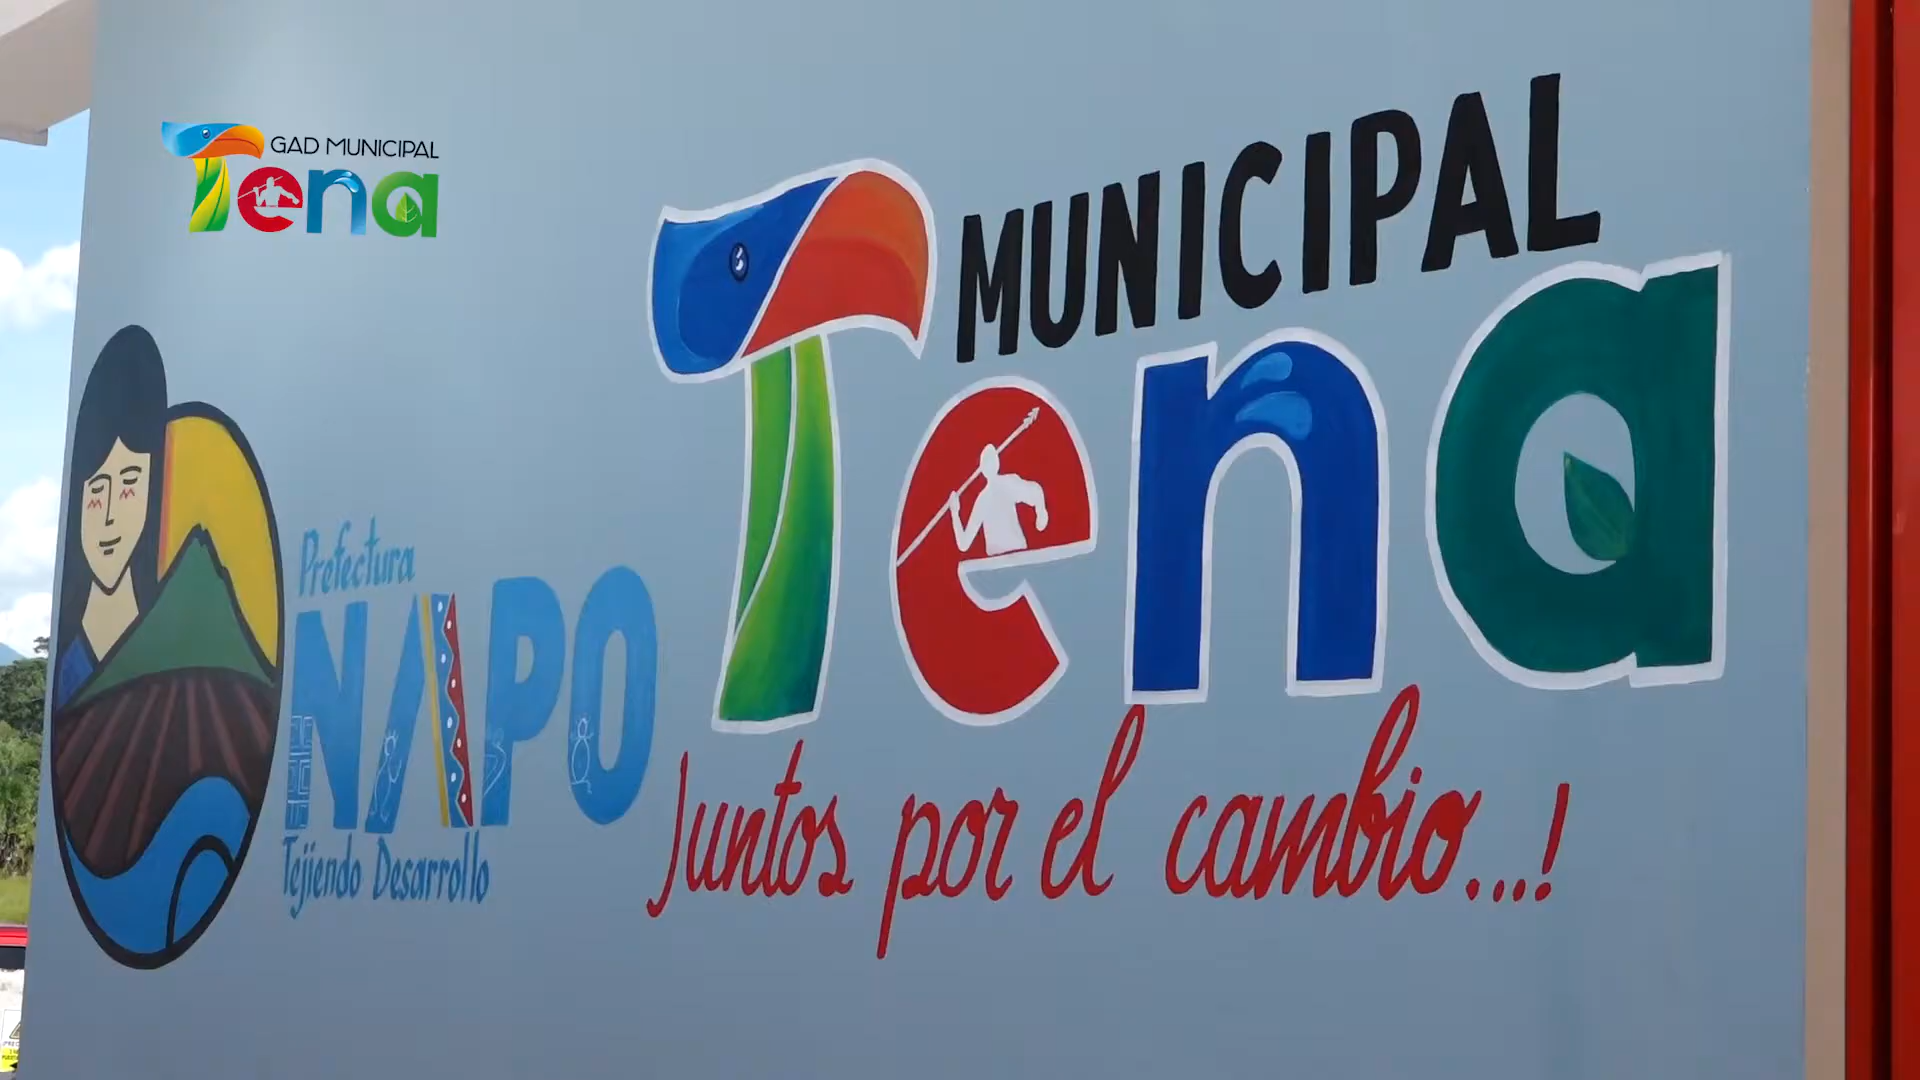 GAD MUNICIPAL
Tena
MUNICIPAL
Tena
Juntos por el cambio...!
Prefectura
NAPO
Tejiendo Desarrollo